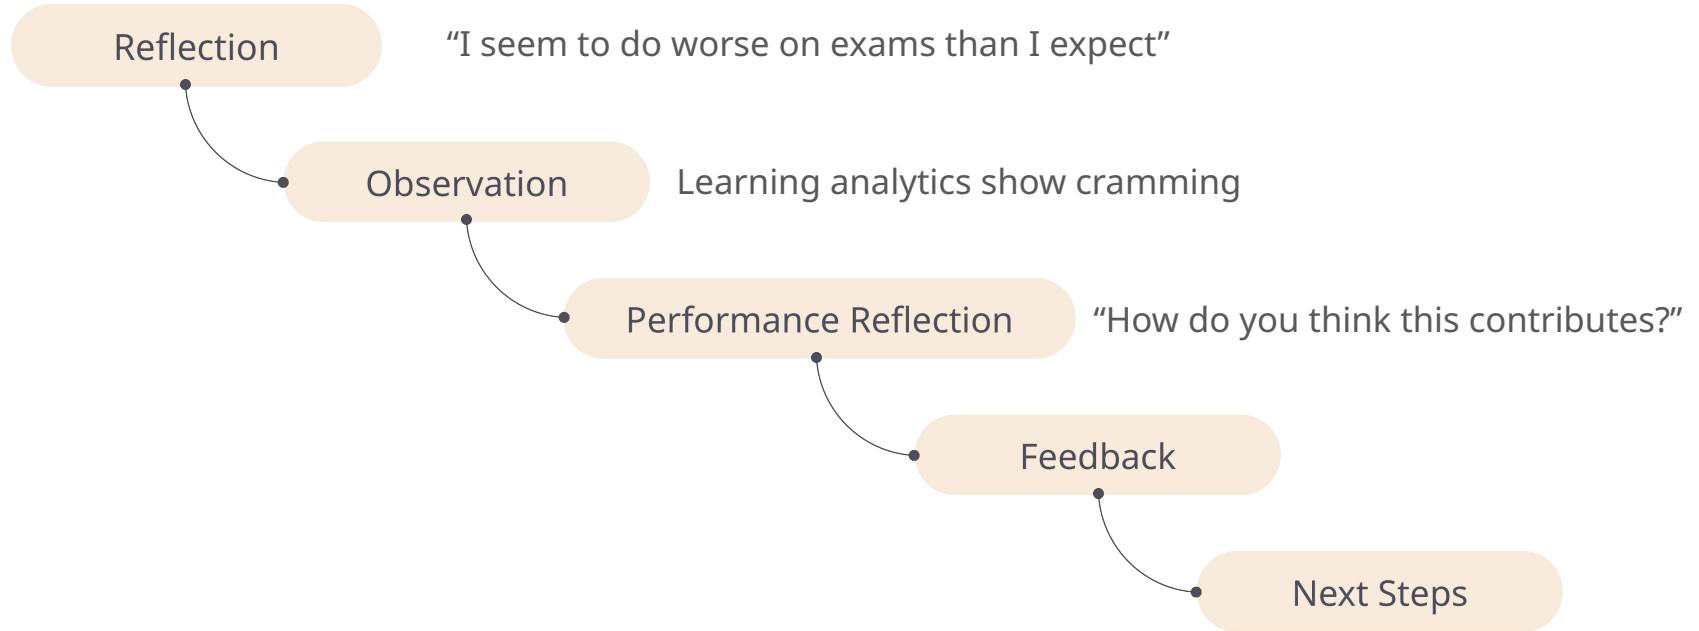 Reflection
“I seem to do worse on exams than I expect”
Observation
Learning analytics show cramming
Performance Reflection
“How do you think this contributes?”
Feedback
Next Steps